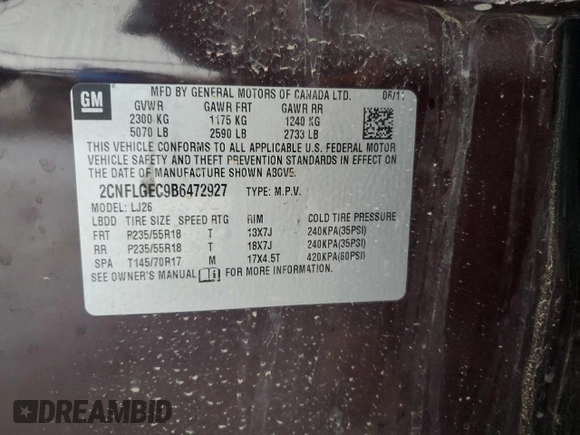 GM
MFD BY GENERAL MOTORS OF CANADA LTD. 06/1
GVWR GAWR FRT GAWR RR
2300 KG 1175 KG 1240 KG
5070 LB 2590 LB 2733 LB
THIS VEHICLE CONFORMS TO ALL APPLICABLE U.S. FEDERAL MOTOR
VEHICLE SAFETY AND THEFT PREVENTION STANDARDS IN EFFECT ON
THE DATE OF MANUFACTURE SHOWN ABOVE.
2CNFLGEC9B6472927 TYPE: M.P.V.
MODEL: LJ26
LBDD TIRE SIZE SPEED RTG RIM COLD TIRE PRESSURE
FRT P235/55R18 T 18X7J 240KPA(35PSI)
RR P235/55R18 T 18X7J 240KPA(35PSI)
SPA T145/70R17 M 17X4.5T 420KPA(60PSI)
SEE OWNER'S MANUAL FOR MORE INFORMATION.
DREAMBID